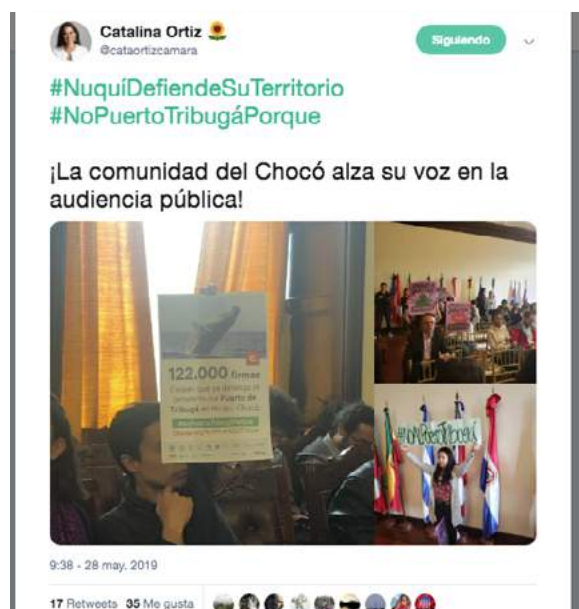 Catalina Ortiz
@cataortizcamara
Siguiendo
#NuquíDefiendeSuTerritorio
#NoPuertoTribugáPorque
¡La comunidad del Chocó alza su voz en la
audiencia pública!
122.000 firmas
Puerto de
Tribugá
9:38 - 28 may. 2019
17 Retweets 35 Me gusta